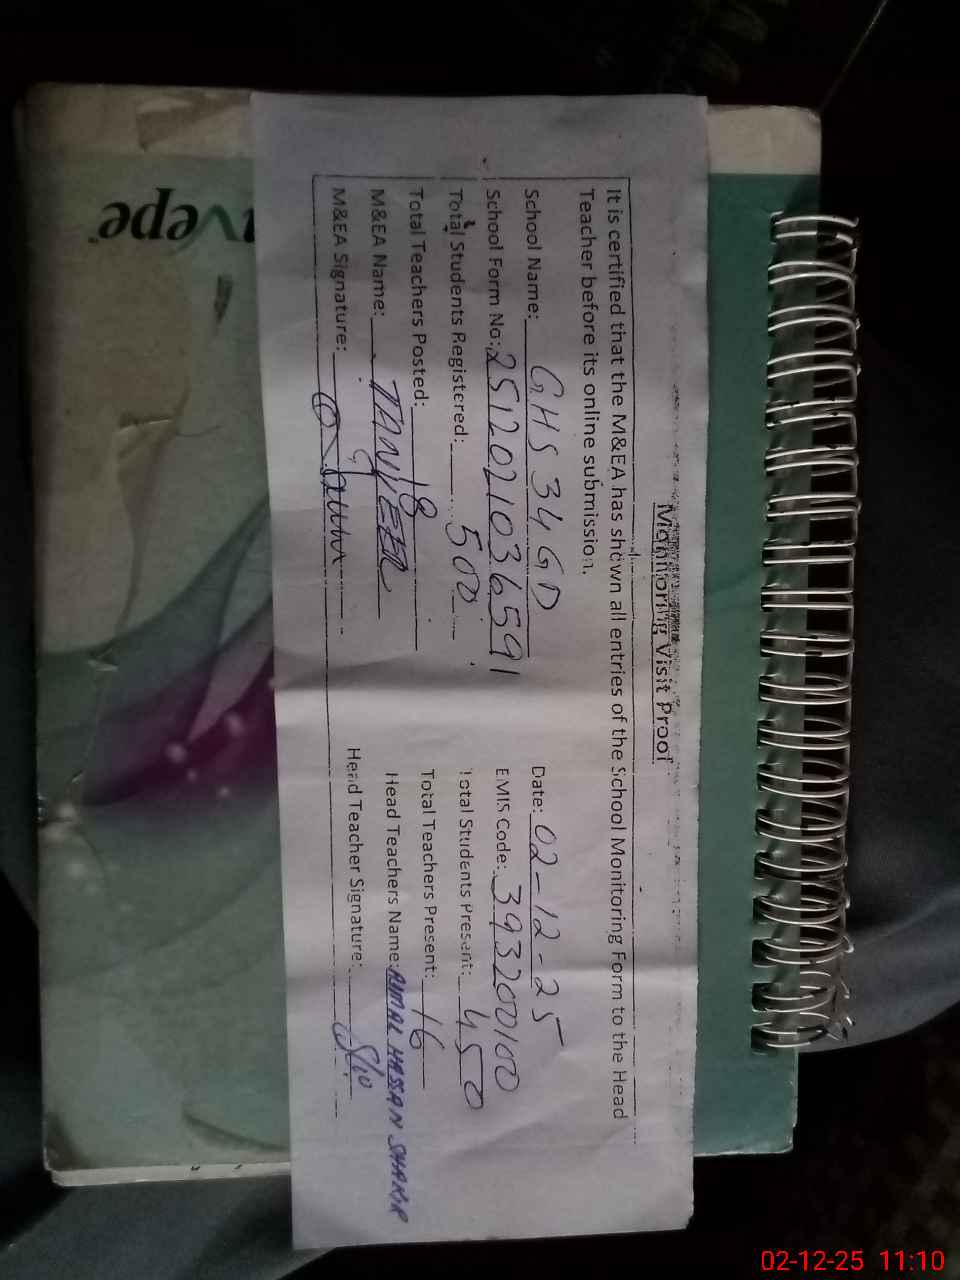 Monitoring Visit Proof
It is certified that the M&EA has shown all entries of the School Monitoring Form to the Head
Teacher before its online submission.
School Name: GHS 34 GD Date: 02-12-25
School Form No: 2512021036591 EMIS Code: 393200100
Total Students Registered: 500 Total Students Present: 450
Total Teachers Posted: 18 Total Teachers Present: 16
M&EA Name: TANVEER Head Teachers Name: AJMAL HASSAN SHAKIR
M&EA Signature: Head Teacher Signature:
02-12-25 11:10